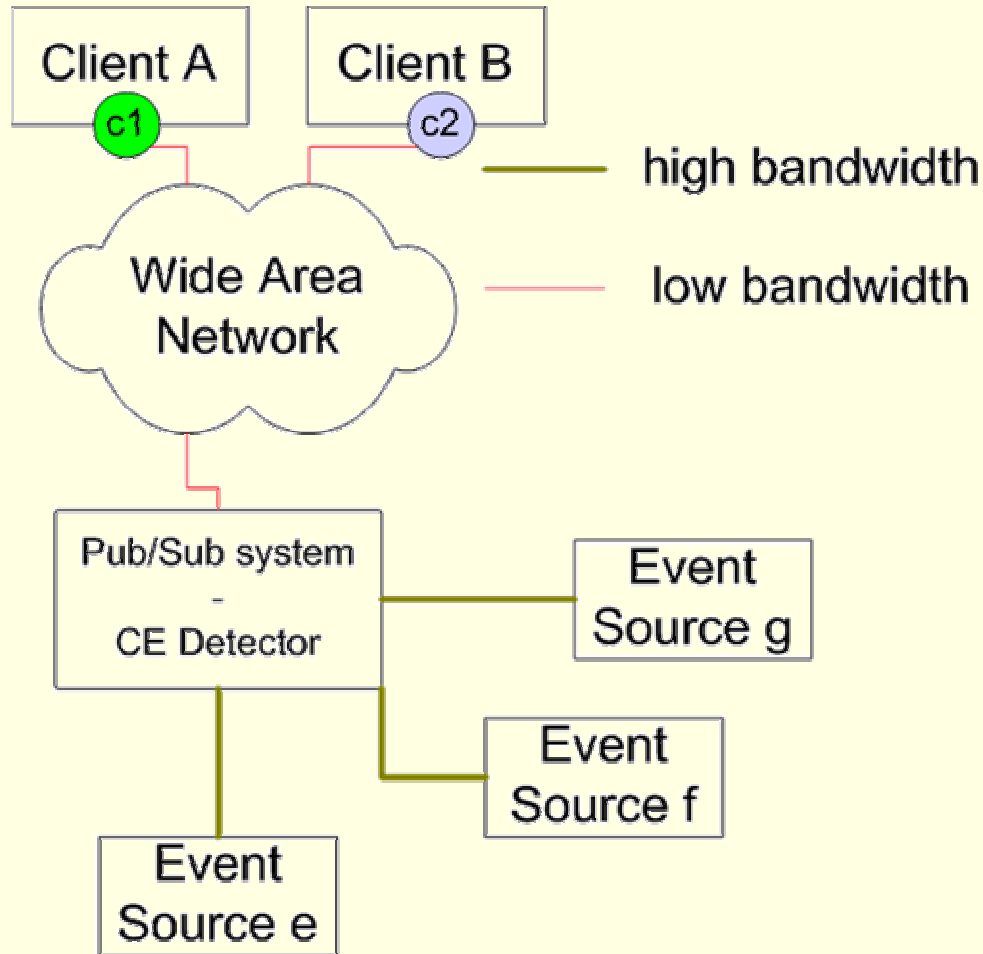 Client A
Client B
c1
c2
high bandwidth
Wide Area
Network
low bandwidth
Pub/Sub system
-
CE Detector
Event
Source g
Event
Source f
Event
Source e